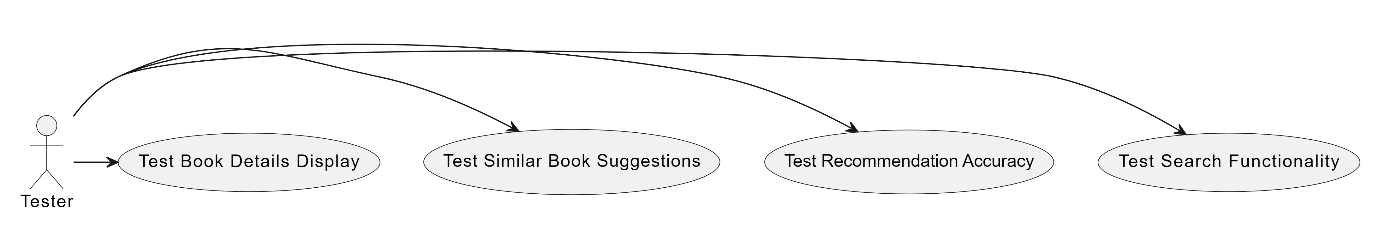 Test Book Details Display
Test Similar Book Suggestions
Test Recommendation Accuracy
Test Search Functionality
Tester